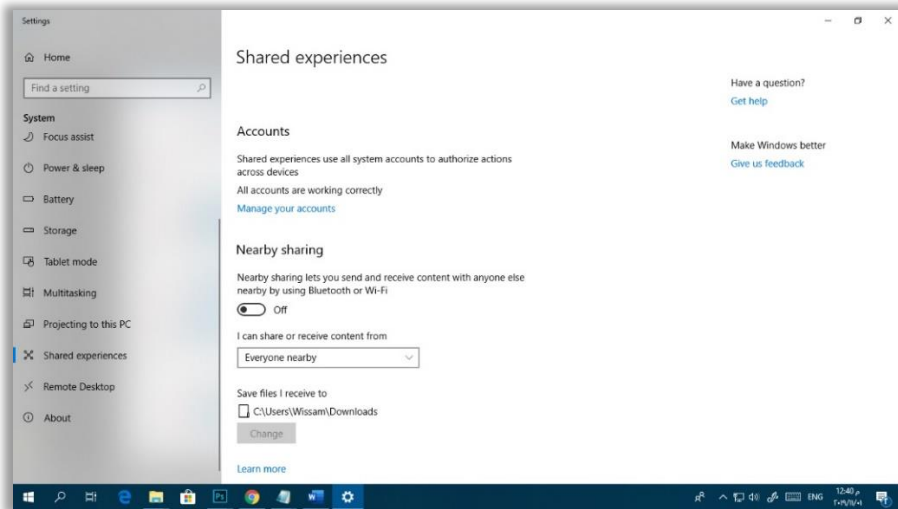 Settings
Home
Find a setting
System
Focus assist
Power & sleep
Battery
Storage
Tablet mode
Multitasking
Projecting to this PC
Shared experiences
Remote Desktop
About
Shared experiences
Accounts
Shared experiences use all system accounts to authorize actions
across devices
All accounts are working correctly
Manage your accounts
Nearby sharing
Nearby sharing lets you send and receive content with anyone else
nearby by using Bluetooth or Wi-Fi
Off
I can share or receive content from
Everyone nearby
Save files I receive to
C:\Users\Wissam\Downloads
Change
Learn more
Have a question?
Get help
Make Windows better
Give us feedback
Ps
ENG
12:40 م